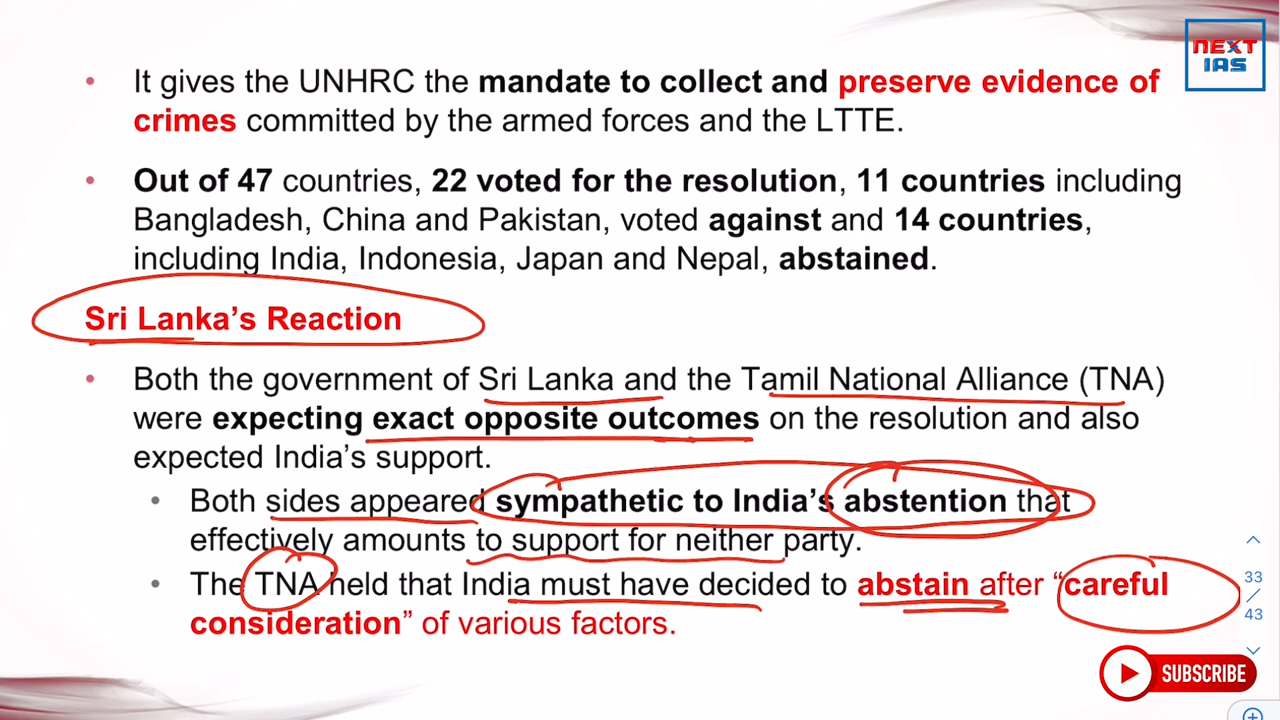 NEXT
IAS
• It gives the UNHRC the mandate to collect and preserve evidence of
crimes committed by the armed forces and the LTTE.
• Out of 47 countries, 22 voted for the resolution, 11 countries including
Bangladesh, China and Pakistan, voted against and 14 countries,
including India, Indonesia, Japan and Nepal, abstained.
Sri Lanka’s Reaction
• Both the government of Sri Lanka and the Tamil National Alliance (TNA)
were expecting exact opposite outcomes on the resolution and also
expected India’s support.
• Both sides appeared sympathetic to India’s abstention that
effectively amounts to support for neither party.
• The TNA held that India must have decided to abstain after “careful
consideration” of various factors.
33
/
43
SUBSCRIBE